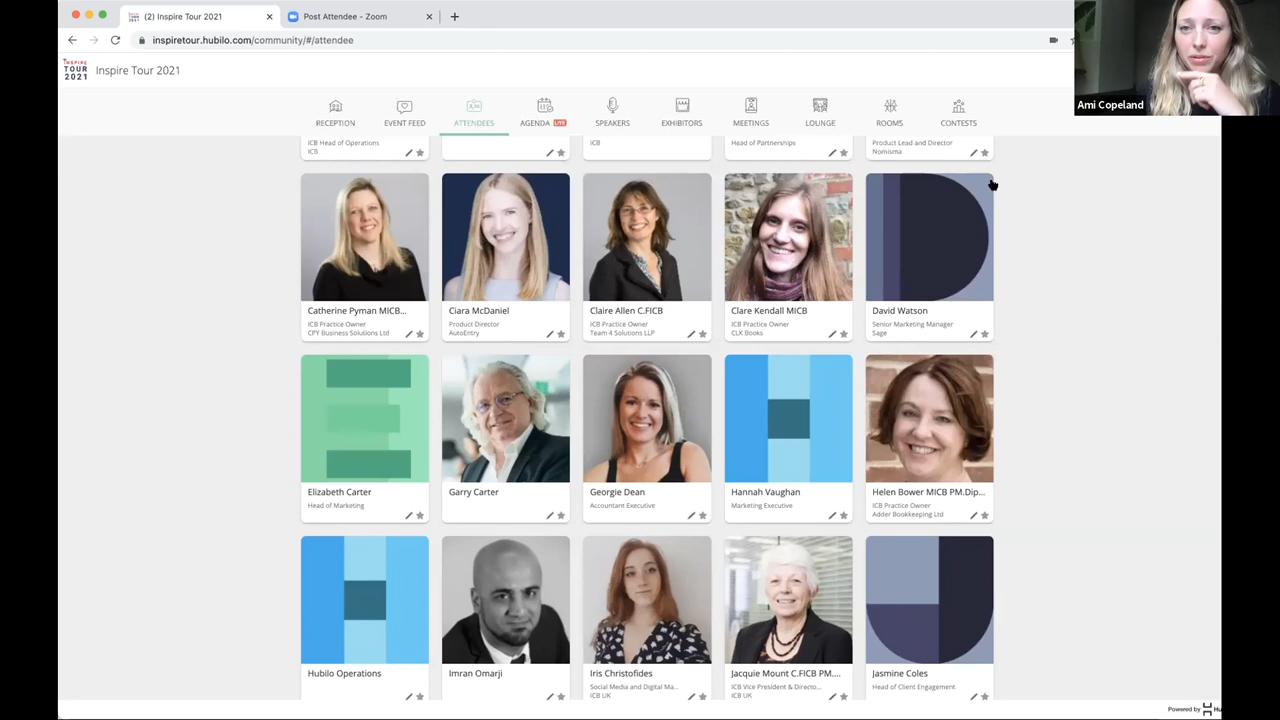 (2) Inspire Tour 2021
Post Attendee - Zoom
inspiretour.hubilo.com/community/#/attendee
Ami Copeland
INSPIRE
TOUR
2021
Inspire Tour 2021
RECEPTION
EVENT FEED
ATTENDEES
AGENDA LIVE
SPEAKERS
EXHIBITORS
MEETINGS
LOUNGE
ROOMS
CONTESTS
ICB Head of Operations
ICB
ICB
Head of Partnerships
Product Lead and Director
Nomisma
Catherine Pyman MICB...
ICB Practice Owner
CPY Business Solutions Ltd
Ciara McDaniel
Product Director
AutoEntry
Claire Allen C.FICB
ICB Practice Owner
Team 4 Solutions LLP
Clare Kendall MICB
ICB Practice Owner
CLK Books
David Watson
Senior Marketing Manager
Sage
Elizabeth Carter
Head of Marketing
Garry Carter
Georgie Dean
Accountant Executive
Hannah Vaughan
Marketing Executive
Helen Bower MICB PM.Dip...
ICB Practice Owner
Adder Bookkeeping Ltd
Hubilo Operations
Imran Omarji
Iris Christofides
Social Media and Digital Ma...
ICB UK
Jacquie Mount C.FICB PM....
ICB Vice President & Directo...
ICB UK
Jasmine Coles
Head of Client Engagement
Powered by Hu